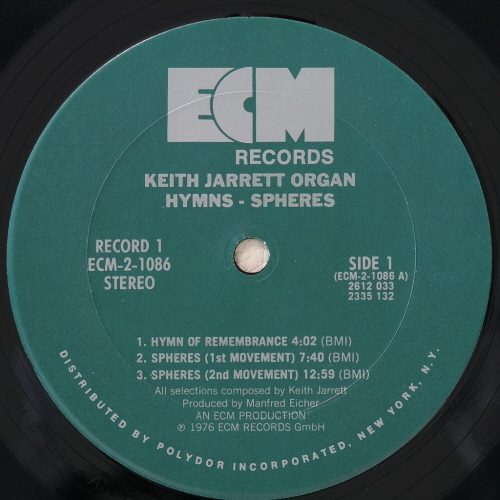 ECM
RECORDS
KEITH JARRETT ORGAN
HYMNS - SPHERES
RECORD 1
ECM-2-1086
STEREO
SIDE 1
(ECM-2-1086 A)
2612 033
2335 132
1. HYMN OF REMEMBRANCE 4:02 (BMI)
2. SPHERES (1st MOVEMENT) 7:40 (BMI)
3. SPHERES (2nd MOVEMENT) 12:59 (BMI)
All selections composed by Keith Jarrett
Produced by Manfred Eicher
AN ECM PRODUCTION
℗ 1976 ECM RECORDS GmbH
DISTRIBUTED BY POLYDOR INCORPORATED, NEW YORK, N.Y.